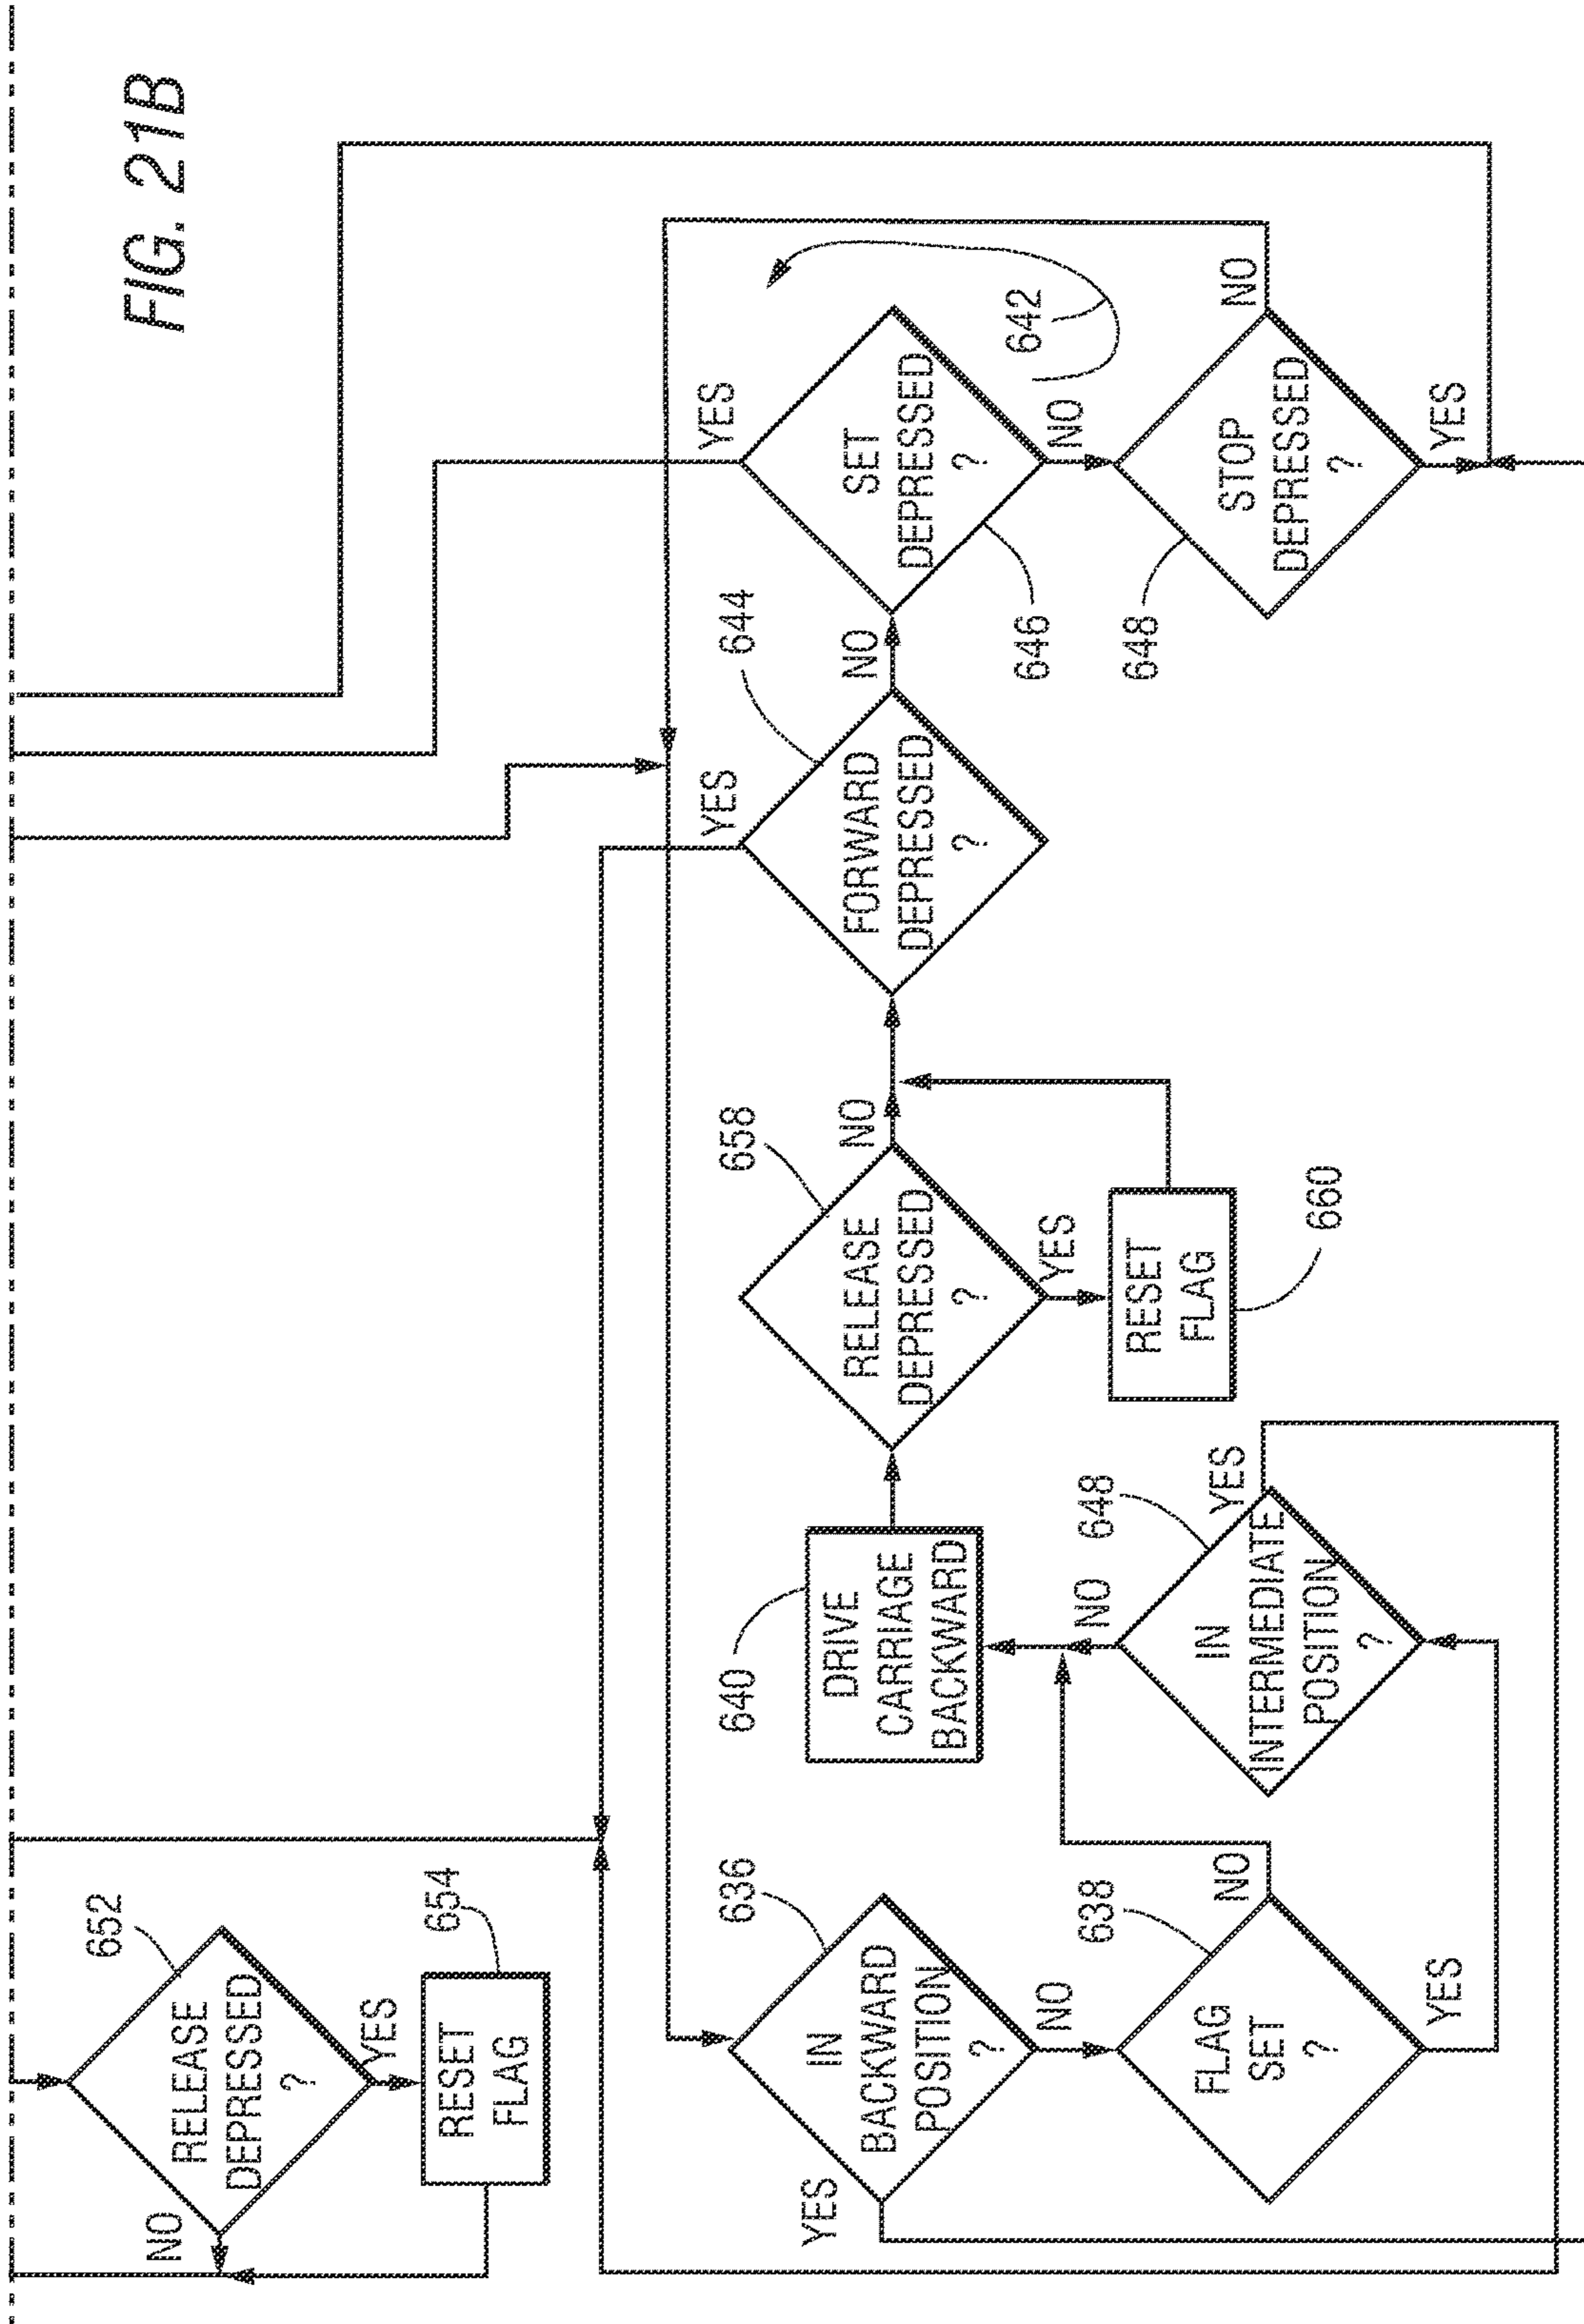 FIG. 21B
652
RELEASE
DEPRESSED
?
NO
YES
654
RESET
FLAG
636
IN
BACKWARD
POSITION
?
YES
NO
638
FLAG
SET
?
NO
YES
640
DRIVE
CARRIAGE
BACKWARD
648
IN
INTERMEDIATE
POSITION
?
NO
YES
658
RELEASE
DEPRESSED
?
NO
YES
RESET
FLAG
660
644
FORWARD
DEPRESSED
?
YES
NO
SET
DEPRESSED
?
YES
NO
646
642
648
STOP
DEPRESSED
?
NO
YES